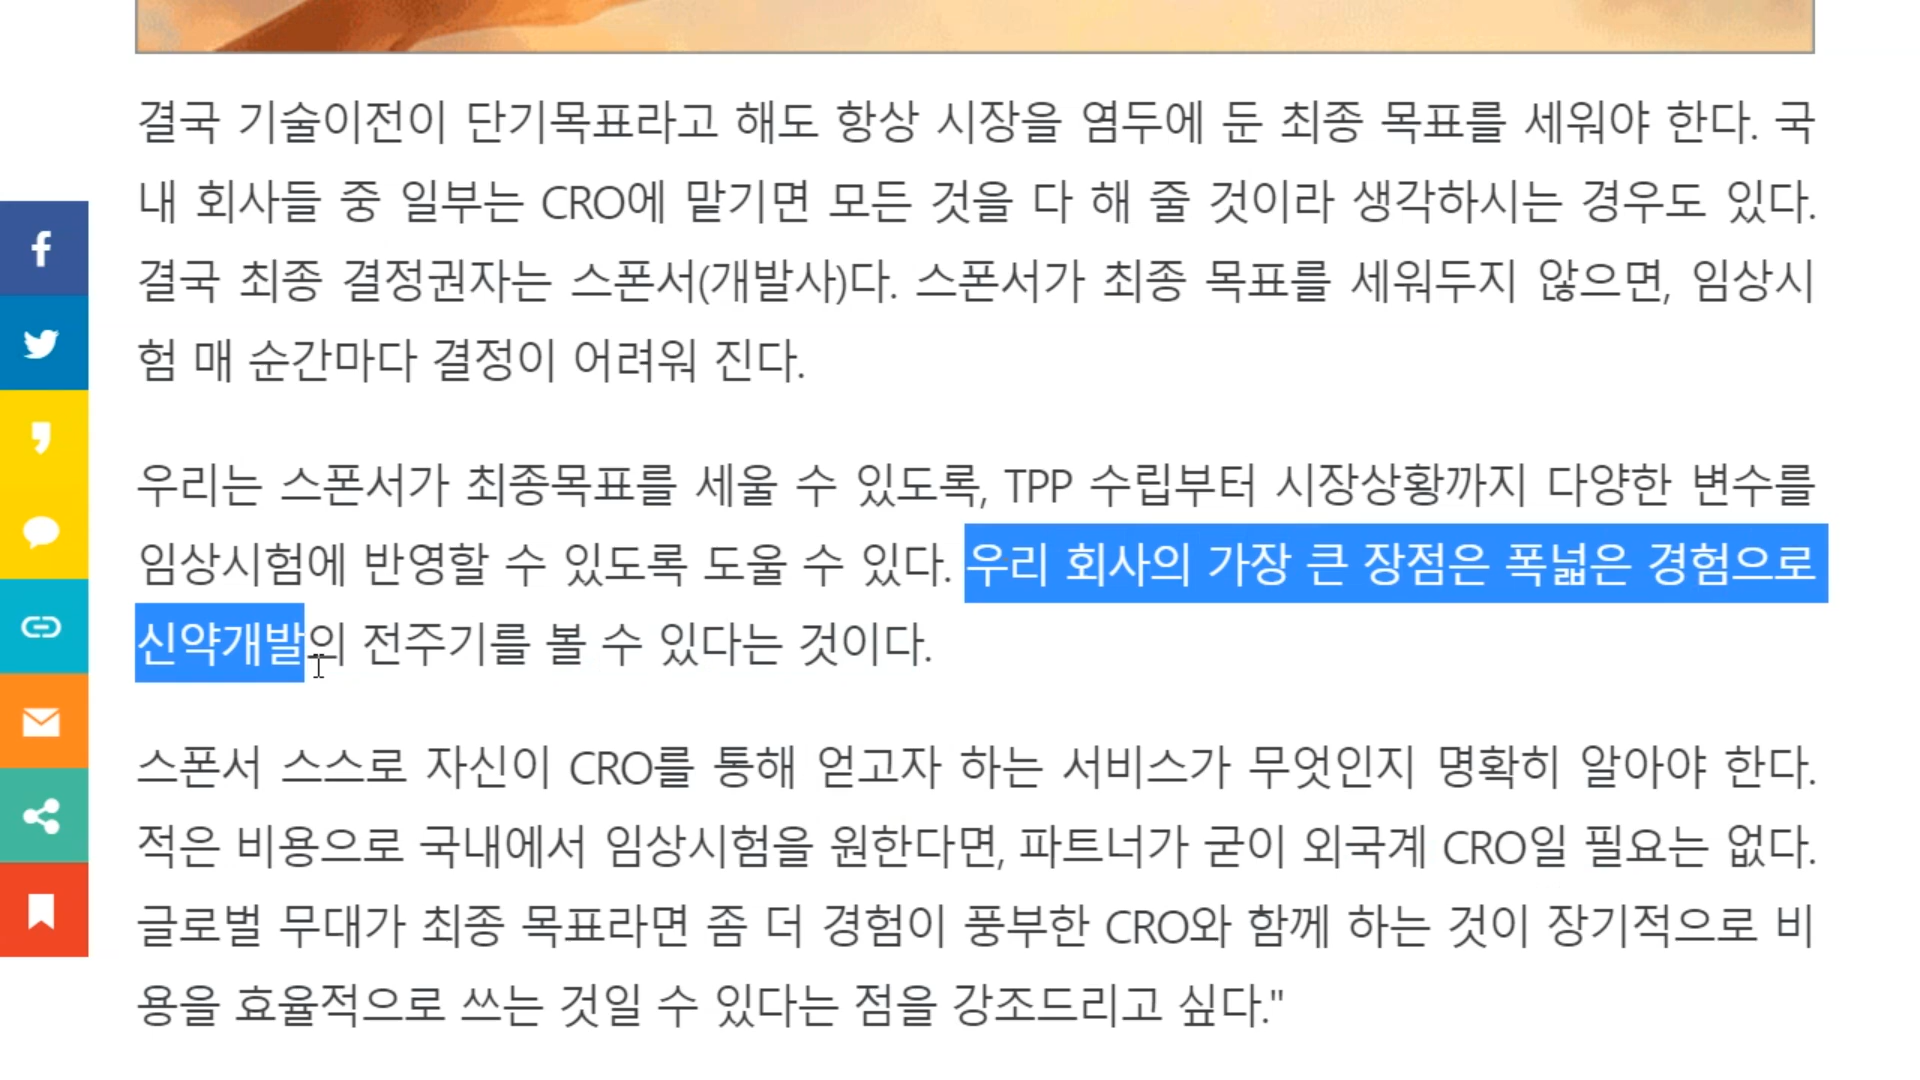 결국 기술이전이 단기목표라고 해도 항상 시장을 염두에 둔 최종 목표를 세워야 한다. 국
내 회사들 중 일부는 CRO에 맡기면 모든 것을 다 해 줄 것이라 생각하시는 경우도 있다.
결국 최종 결정권자는 스폰서(개발사)다. 스폰서가 최종 목표를 세워두지 않으면, 임상시
험 매 순간마다 결정이 어려워 진다.
우리는 스폰서가 최종목표를 세울 수 있도록, TPP 수립부터 시장상황까지 다양한 변수를
임상시험에 반영할 수 있도록 도울 수 있다. 우리 회사의 가장 큰 장점은 폭넓은 경험으로
신약개발의 전주기를 볼 수 있다는 것이다.
스폰서 스스로 자신이 CRO를 통해 얻고자 하는 서비스가 무엇인지 명확히 알아야 한다.
적은 비용으로 국내에서 임상시험을 원한다면, 파트너가 굳이 외국계 CRO일 필요는 없다.
글로벌 무대가 최종 목표라면 좀 더 경험이 풍부한 CRO와 함께 하는 것이 장기적으로 비
용을 효율적으로 쓰는 것일 수 있다는 점을 강조드리고 싶다."